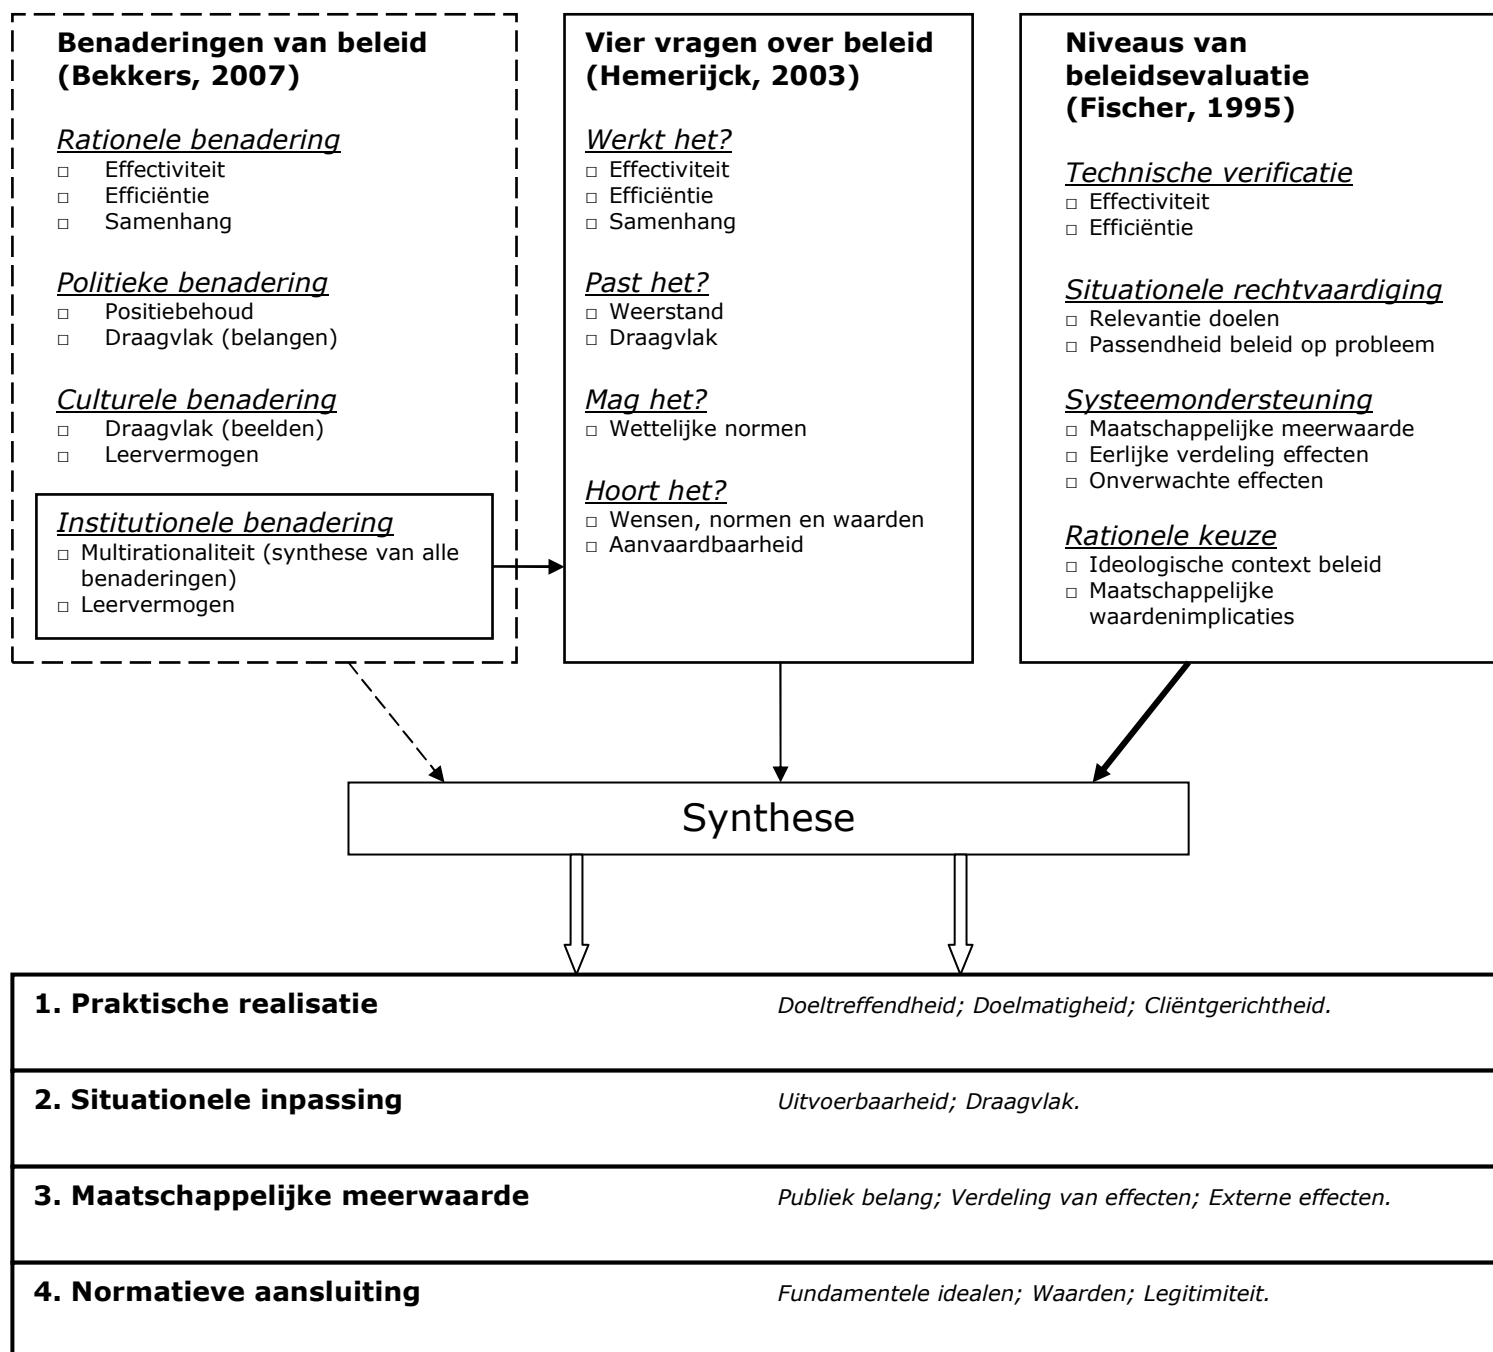 Benaderingen van beleid
(Bekkers, 2007)
Rationele benadering
□ Effectiviteit
□ Efficiëntie
□ Samenhang
Politieke benadering
□ Positiebehoud
□ Draagvlak (belangen)
Culturele benadering
□ Draagvlak (beelden)
□ Leervermogen
Institutionele benadering
□ Multirationaliteit (synthese van alle
benaderingen)
□ Leervermogen
Vier vragen over beleid
(Hemerijck, 2003)
Werkt het?
□ Effectiviteit
□ Efficiëntie
□ Samenhang
Past het?
□ Weerstand
□ Draagvlak
Mag het?
□ Wettelijke normen
Hoort het?
□ Wensen, normen en waarden
□ Aanvaardbaarheid
Niveaus van
beleidsevaluatie
(Fischer, 1995)
Technische verificatie
□ Effectiviteit
□ Efficiëntie
Situationele rechtvaardiging
□ Relevantie doelen
□ Passendheid beleid op probleem
Systeemondersteuning
□ Maatschappelijke meerwaarde
□ Eerlijke verdeling effecten
□ Onverwachte effecten
Rationele keuze
□ Ideologische context beleid
□ Maatschappelijke
waardenimplicaties
Synthese
1. Praktische realisatie Doeltreffendheid; Doelmatigheid; Cliëntgerichtheid.
2. Situationele inpassing Uitvoerbaarheid; Draagvlak.
3. Maatschappelijke meerwaarde Publiek belang; Verdeling van effecten; Externe effecten.
4. Normatieve aansluiting Fundamentele idealen; Waarden; Legitimiteit.